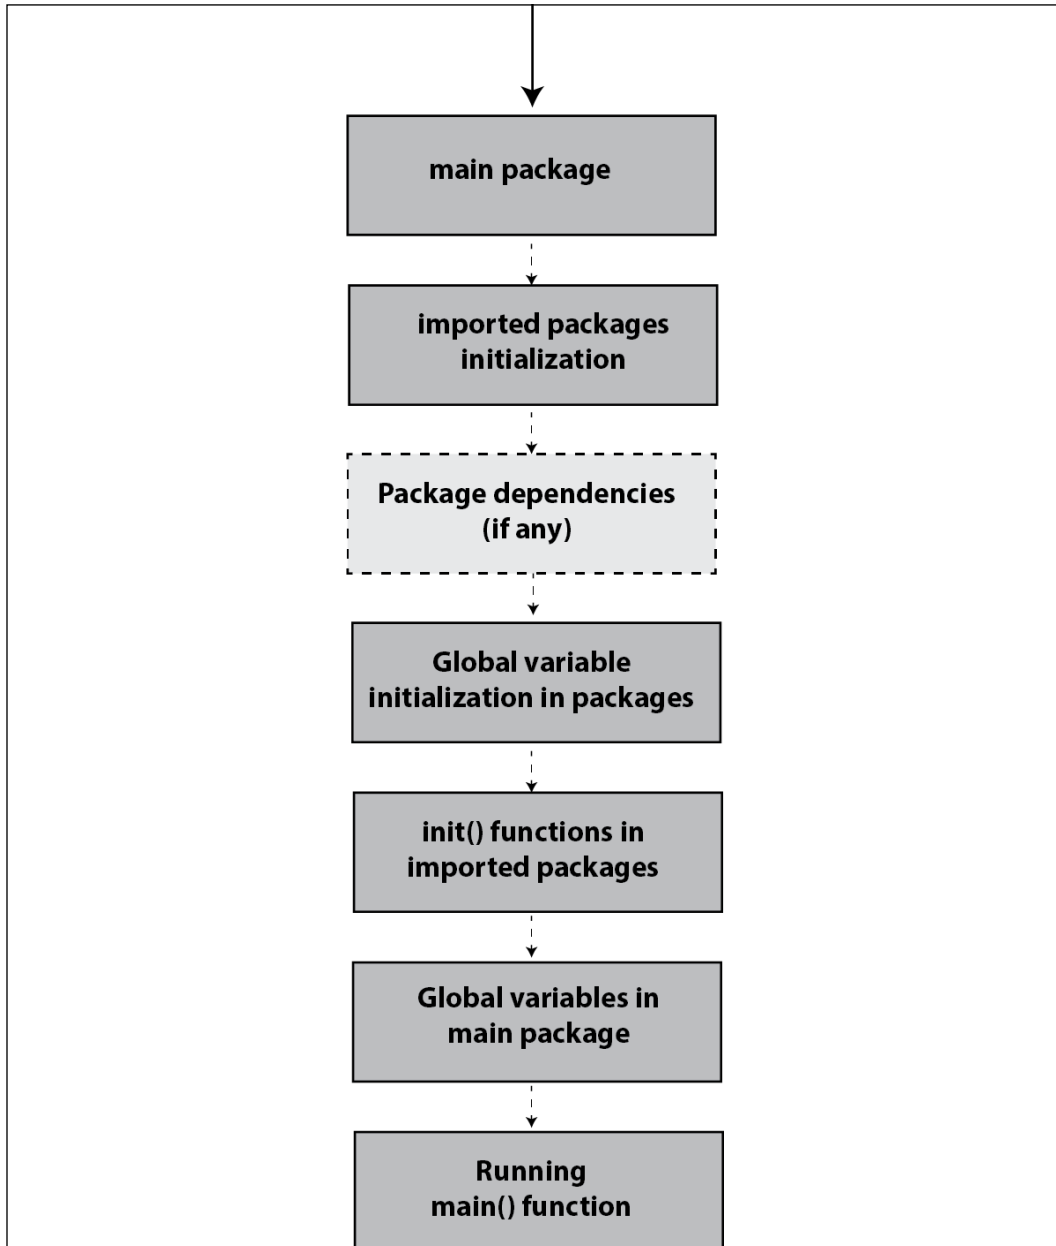 main package
imported packages
initialization
Package dependencies
(if any)
Global variable
initialization in packages
init() functions in
imported packages
Global variables in
main package
Running
main() function